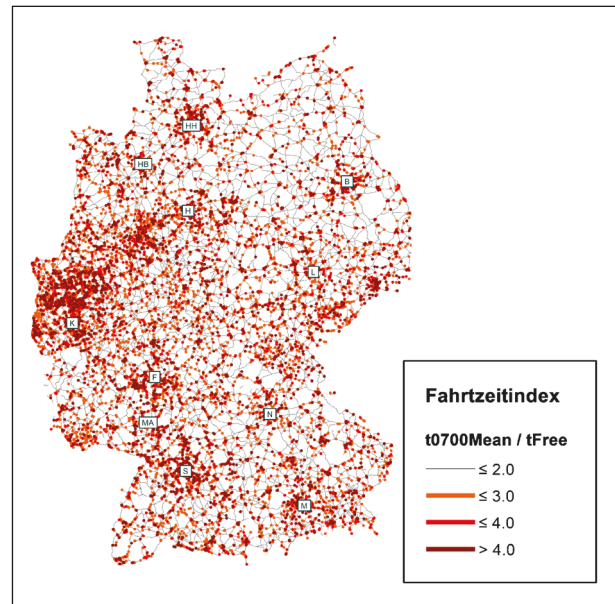 HH
HB
B
H
L
K
F
MA
N
S
M
Fahrtzeitindex
t0700Mean / tFree
≤ 2.0
≤ 3.0
≤ 4.0
> 4.0